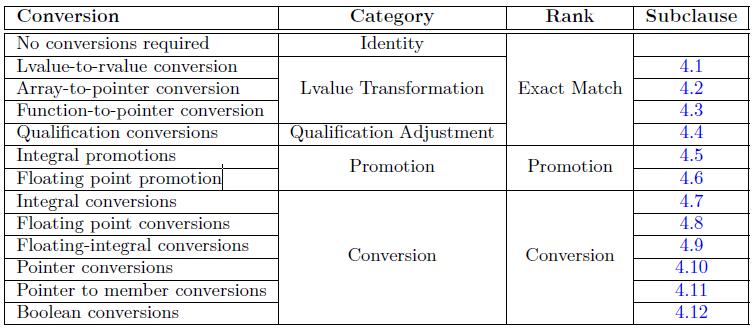 Conversion Category Rank Subclause
No conversions required Identity
Lvalue-to-rvalue conversion 4.1
Array-to-pointer conversion Lvalue Transformation Exact Match 4.2
Function-to-pointer conversion 4.3
Qualification conversions Qualification Adjustment 4.4
Integral promotions 4.5
Promotion Promotion
Floating point promotion 4.6
Integral conversions 4.7
Floating point conversions 4.8
Floating-integral conversions 4.9
Conversion Conversion
Pointer conversions 4.10
Pointer to member conversions 4.11
Boolean conversions 4.12